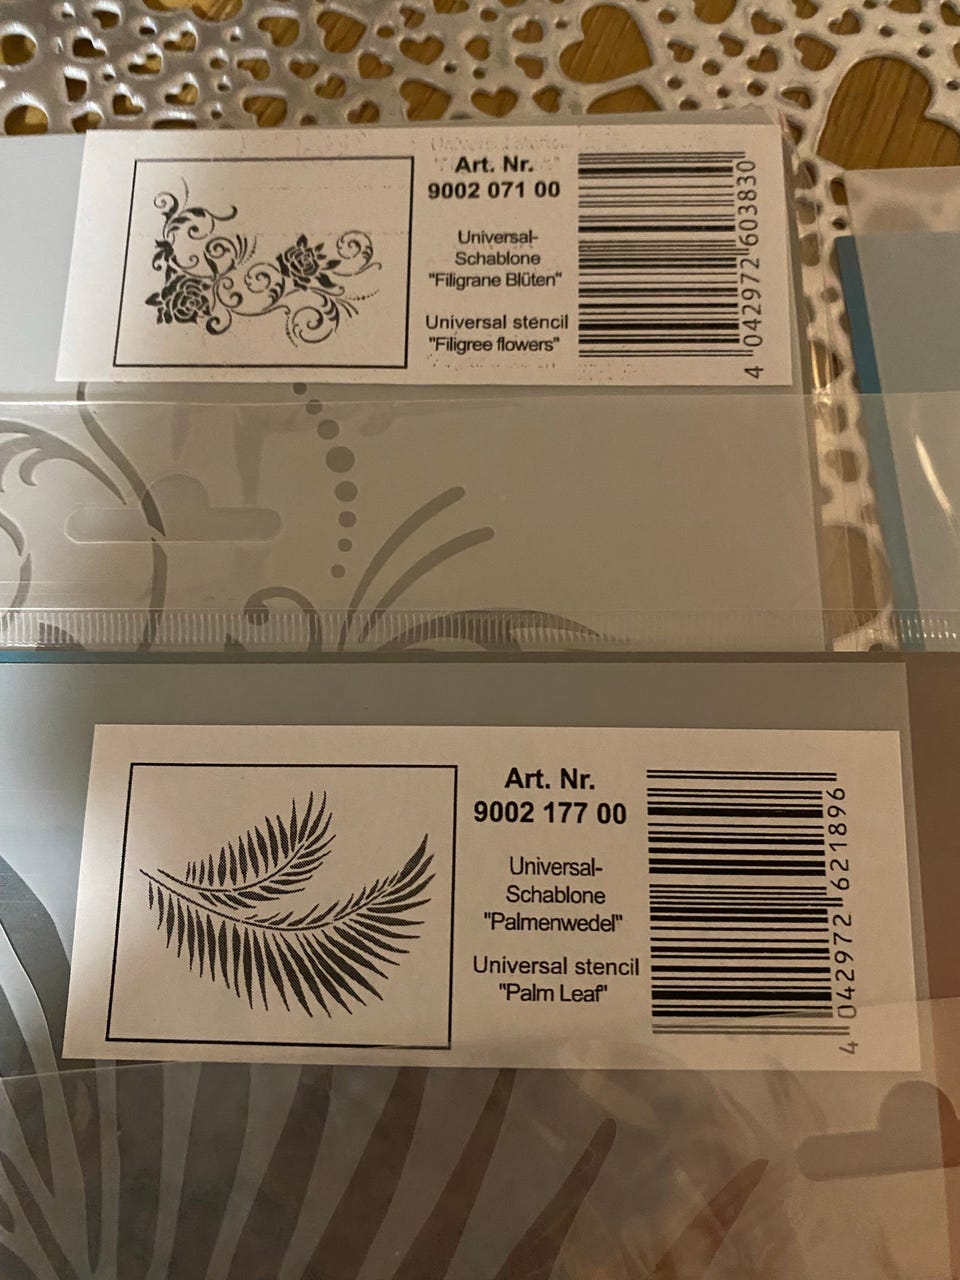 Art. Nr.
9002 071 00
Universal-
Schablone
"Filigrane Blüten"
Universal stencil
"Filigree flowers"
4 042972 603830
Art. Nr.
9002 177 00
Universal-
Schablone
"Palmenwedel"
Universal stencil
"Palm Leaf"
4 042972 621896